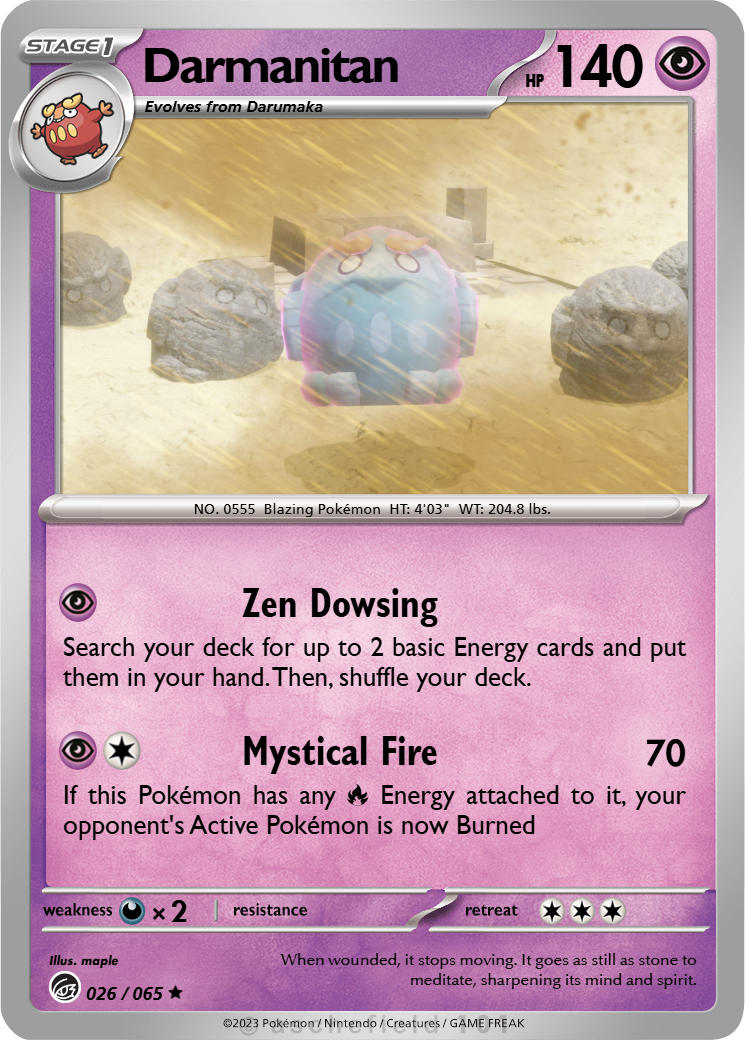 STAGE1
Darmanitan
HP 140
Evolves from Darumaka
NO. 0555 Blazing Pokémon HT: 4'03" WT: 204.8 lbs.
Zen Dowsing
Search your deck for up to 2 basic Energy cards and put
them in your hand. Then, shuffle your deck.
Mystical Fire 70
If this Pokémon has any Energy attached to it, your
opponent's Active Pokémon is now Burned
weakness × 2 resistance retreat
Illus. maple
When wounded, it stops moving. It goes as still as stone to
meditate, sharpening its mind and spirit.
026 / 065
©2023 Pokémon / Nintendo / Creatures / GAME FREAK